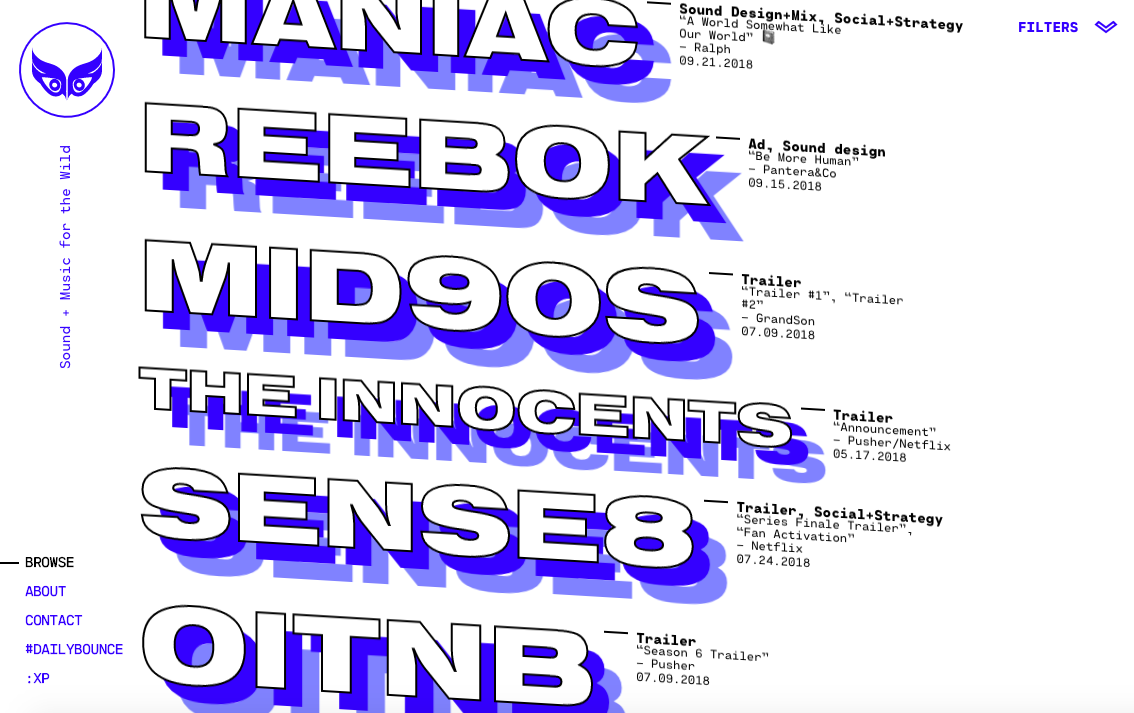 MANIAC
Sound Design+Mix, Social+Strategy
“A World Somewhat Like
Our World” 📓
– Ralph
09.21.2018
FILTERS
Sound + Music for the Wild
REEBOK
Ad, Sound design
“Be More Human”
– Pantera&Co
09.15.2018
MID90S
Trailer
“Trailer #1”, “Trailer
#2”
– GrandSon
07.09.2018
THE INNOCENTS
Trailer
“Announcement”
– Pusher/Netflix
05.17.2018
SENSE8
Trailer, Social+Strategy
“Series Finale Trailer”,
“Fan Activation”
– Netflix
07.24.2018
OITNB
Trailer
“Season 6 Trailer”
– Pusher
07.09.2018
BROWSE
ABOUT
CONTACT
#DAILYBOUNCE
:XP